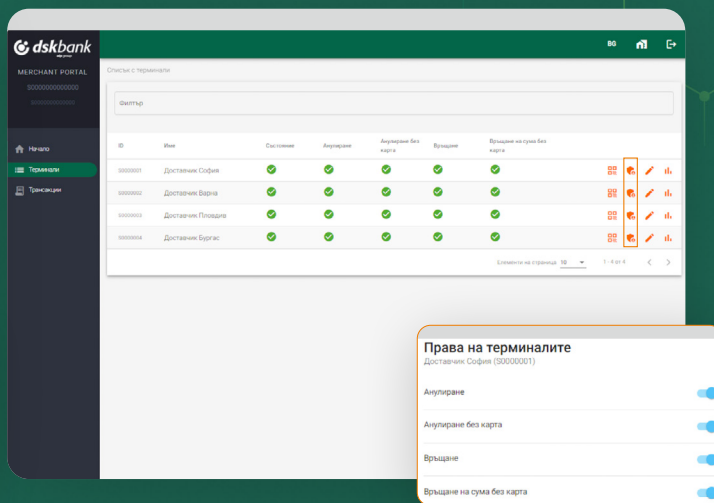 dskbank
otp group
BG
MERCHANT PORTAL
S0000000000000
Списък с терминали
Филтър
ID Име Състояние Анулиране Анулиране без карта Връщане Връщане на сума без карта
Начало
Терминали
Трансакции
S0000001 Доставчик София
S0000002 Доставчик Варна
S0000003 Доставчик Пловдив
S0000004 Доставчик Бургас
Елементи на страница 10 1 - 4 от 4
Права на терминалите
Доставчик София (S0000001)
Анулиране
Анулиране без карта
Връщане
Връщане на сума без карта